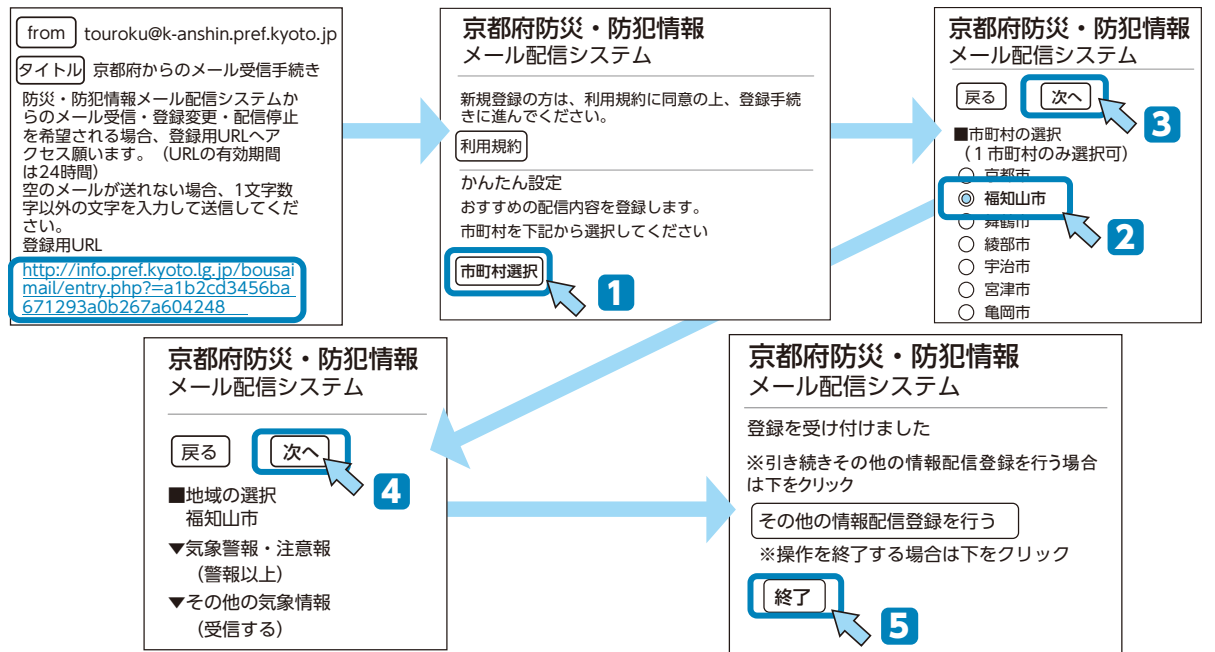 from touroku@k-anshin.pref.kyoto.jp
タイトル 京都府からのメール受信手続き
防災・防犯情報メール配信システムか
らのメール受信・登録変更・配信停止
を希望される場合、登録用URLへア
クセス願います。（URLの有効期間
は24時間）
空のメールが送れない場合、1文字数
字以外の文字を入力して送信してくだ
さい。
登録用URL
http://info.pref.kyoto.lg.jp/bousai
mail/entry.php?=a1b2cd3456ba
671293a0b267a604248
京都府防災・防犯情報
メール配信システム
新規登録の方は、利用規約に同意の上、登録手続
きに進んでください。
利用規約
かんたん設定
おすすめの配信内容を登録します。
市町村を下記から選択してください
市町村選択
1
京都府防災・防犯情報
メール配信システム
戻る 次へ
3
■市町村の選択
（1市町村のみ選択可）
京都市
福知山市
2
舞鶴市
綾部市
宇治市
宮津市
亀岡市
京都府防災・防犯情報
メール配信システム
戻る 次へ
4
■地域の選択
福知山市
▼気象警報・注意報
（警報以上）
▼その他の気象情報
（受信する）
京都府防災・防犯情報
メール配信システム
登録を受け付けました
※引き続きその他の情報配信登録を行う場合
は下をクリック
その他の情報配信登録を行う
※操作を終了する場合は下をクリック
終了
5